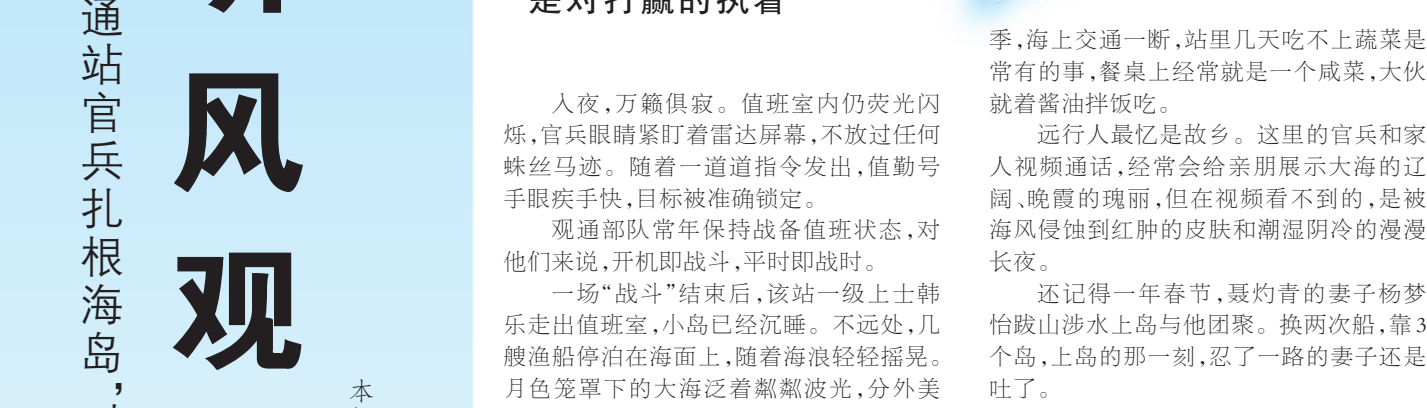 通站官兵扎根海岛，
风观
本
是对打赢的执着
入夜，万籁俱寂。值班室内仍荧光闪
烁，官兵眼睛紧盯着雷达屏幕，不放过任何
蛛丝马迹。随着一道道指令发出，值勤号
手眼疾手快，目标被准确锁定。
观通部队常年保持战备值班状态，对
他们来说，开机即战斗，平时即战时。
一场“战斗”结束后，该站一级上士韩
乐走出值班室，小岛已经沉睡。不远处，几
艘渔船停泊在海面上，随着海浪轻轻摇晃。
月色笼罩下的大海泛着粼粼波光，分外美
季，海上交通一断，站里几天吃不上蔬菜是
常有的事，餐桌上经常就是一个咸菜，大伙
就着酱油拌饭吃。
远行人最忆是故乡。这里的官兵和家
人视频通话，经常会给亲朋展示大海的辽
阔、晚霞的瑰丽，但在视频看不到的，是被
海风侵蚀到红肿的皮肤和潮湿阴冷的漫漫
长夜。
还记得一年春节，聂灼青的妻子杨梦
怡跋山涉水上岛与他团聚。换两次船，靠3
个岛，上岛的那一刻，忍了一路的妻子还是
吐了。